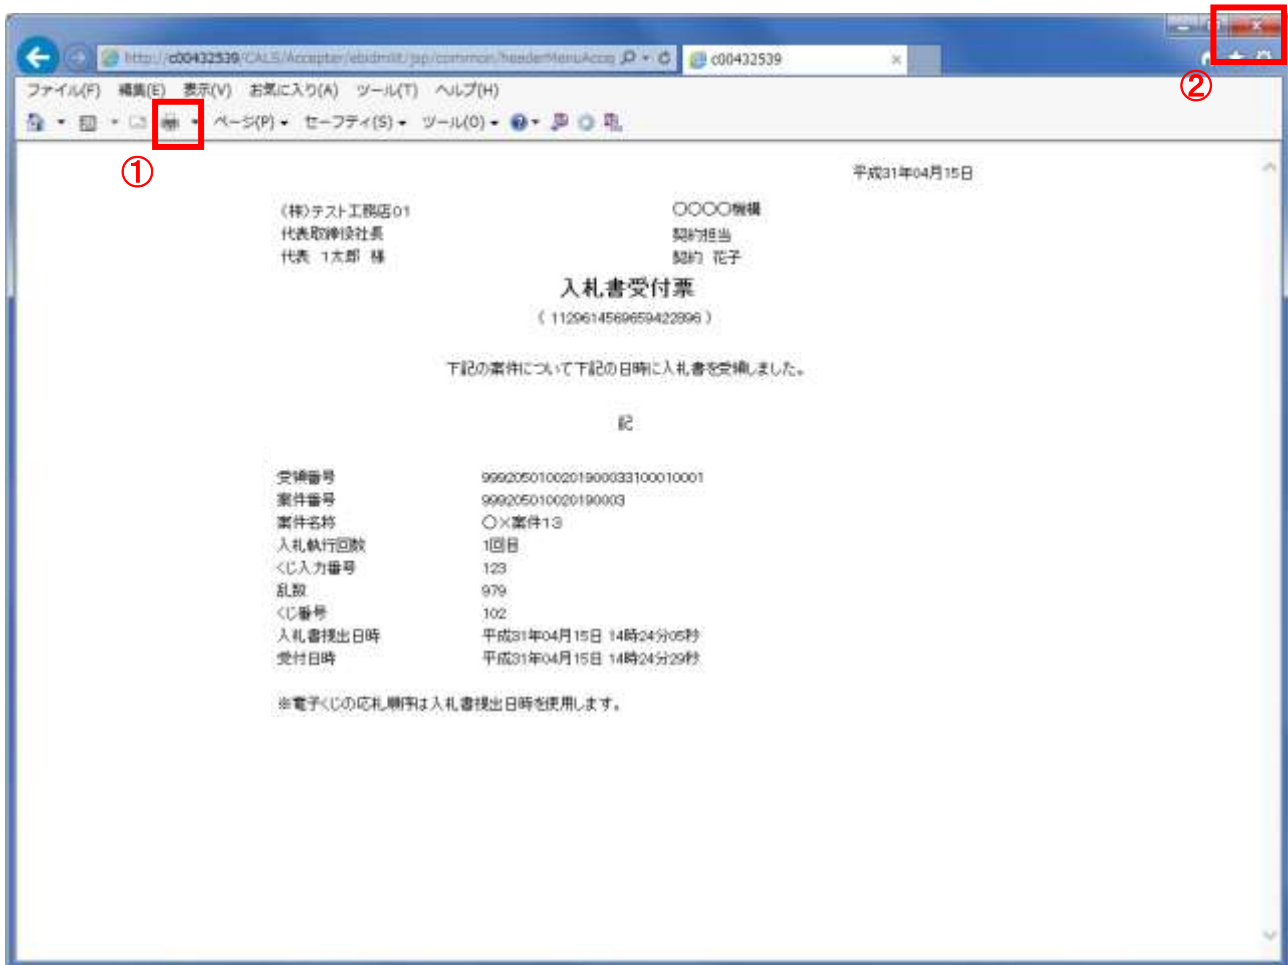 http://c00432539/CALS/Accepter/ebidmlit/jsp/common/headerMenuAccep c00432539
ファイル(F) 編集(E) 表示(V) お気に入り(A) ツール(T) ヘルプ(H)
ページ(P) セーフティ(S) ツール(O)
① ②
平成31年04月15日
(株)テスト工務店01 〇〇〇〇機構
代表取締役社長 契約担当
代表 1太郎 様 契約 花子
入札書受付票
( 1129614569659422896 )
下記の案件について下記の日時に入札書を受領しました。
記
受領番号 9992050100201900033100010001
案件番号 999205010020190003
案件名称 〇×案件13
入札執行回数 1回目
くじ入力番号 123
乱数 979
くじ番号 102
入札書提出日時 平成31年04月15日 14時24分05秒
受付日時 平成31年04月15日 14時24分29秒
※電子くじの応札順序は入札書提出日時を使用します。